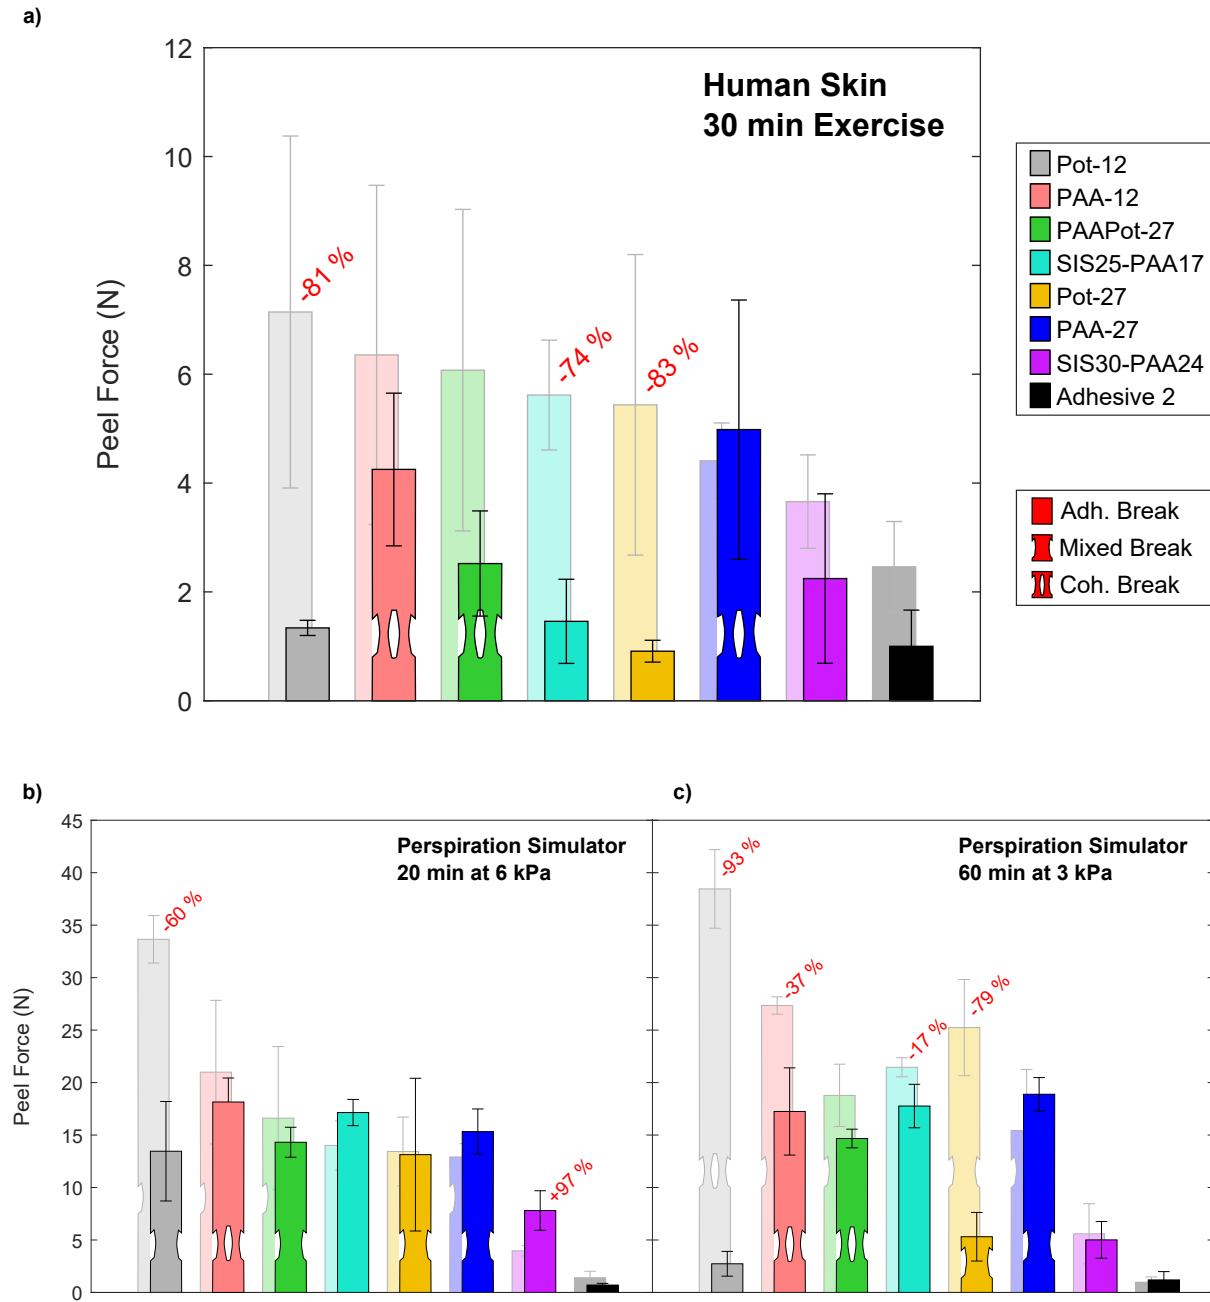 a)
12
10
8
6
4
2
0
Peel Force (N)
Human Skin
30 min Exercise
-81 %
-74 %
-83 %
Pot-12
PAA-12
PAAPot-27
SIS25-PAA17
Pot-27
PAA-27
SIS30-PAA24
Adhesive 2
Adh. Break
Mixed Break
Coh. Break
b)
45
40
35
30
25
20
15
10
5
0
Peel Force (N)
Perspiration Simulator
20 min at 6 kPa
-60 %
+97 %
c)
Perspiration Simulator
60 min at 3 kPa
-93 %
-37 %
-17 %
-79 %